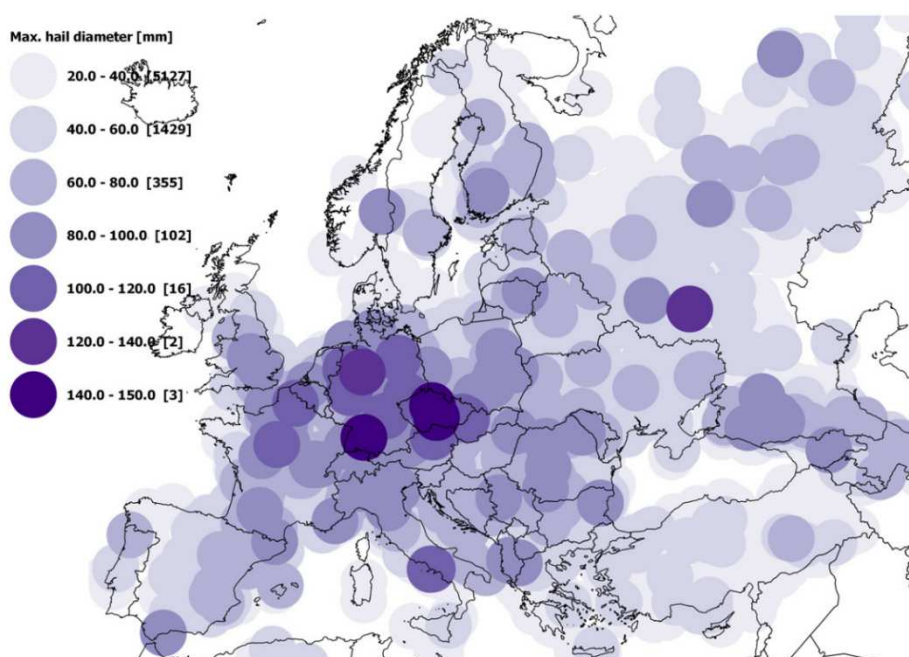 Max. hail diameter [mm]
20.0 - 40.0 [5127]
40.0 - 60.0 [1429]
60.0 - 80.0 [355]
80.0 - 100.0 [102]
100.0 - 120.0 [16]
120.0 - 140.0 [2]
140.0 - 150.0 [3]